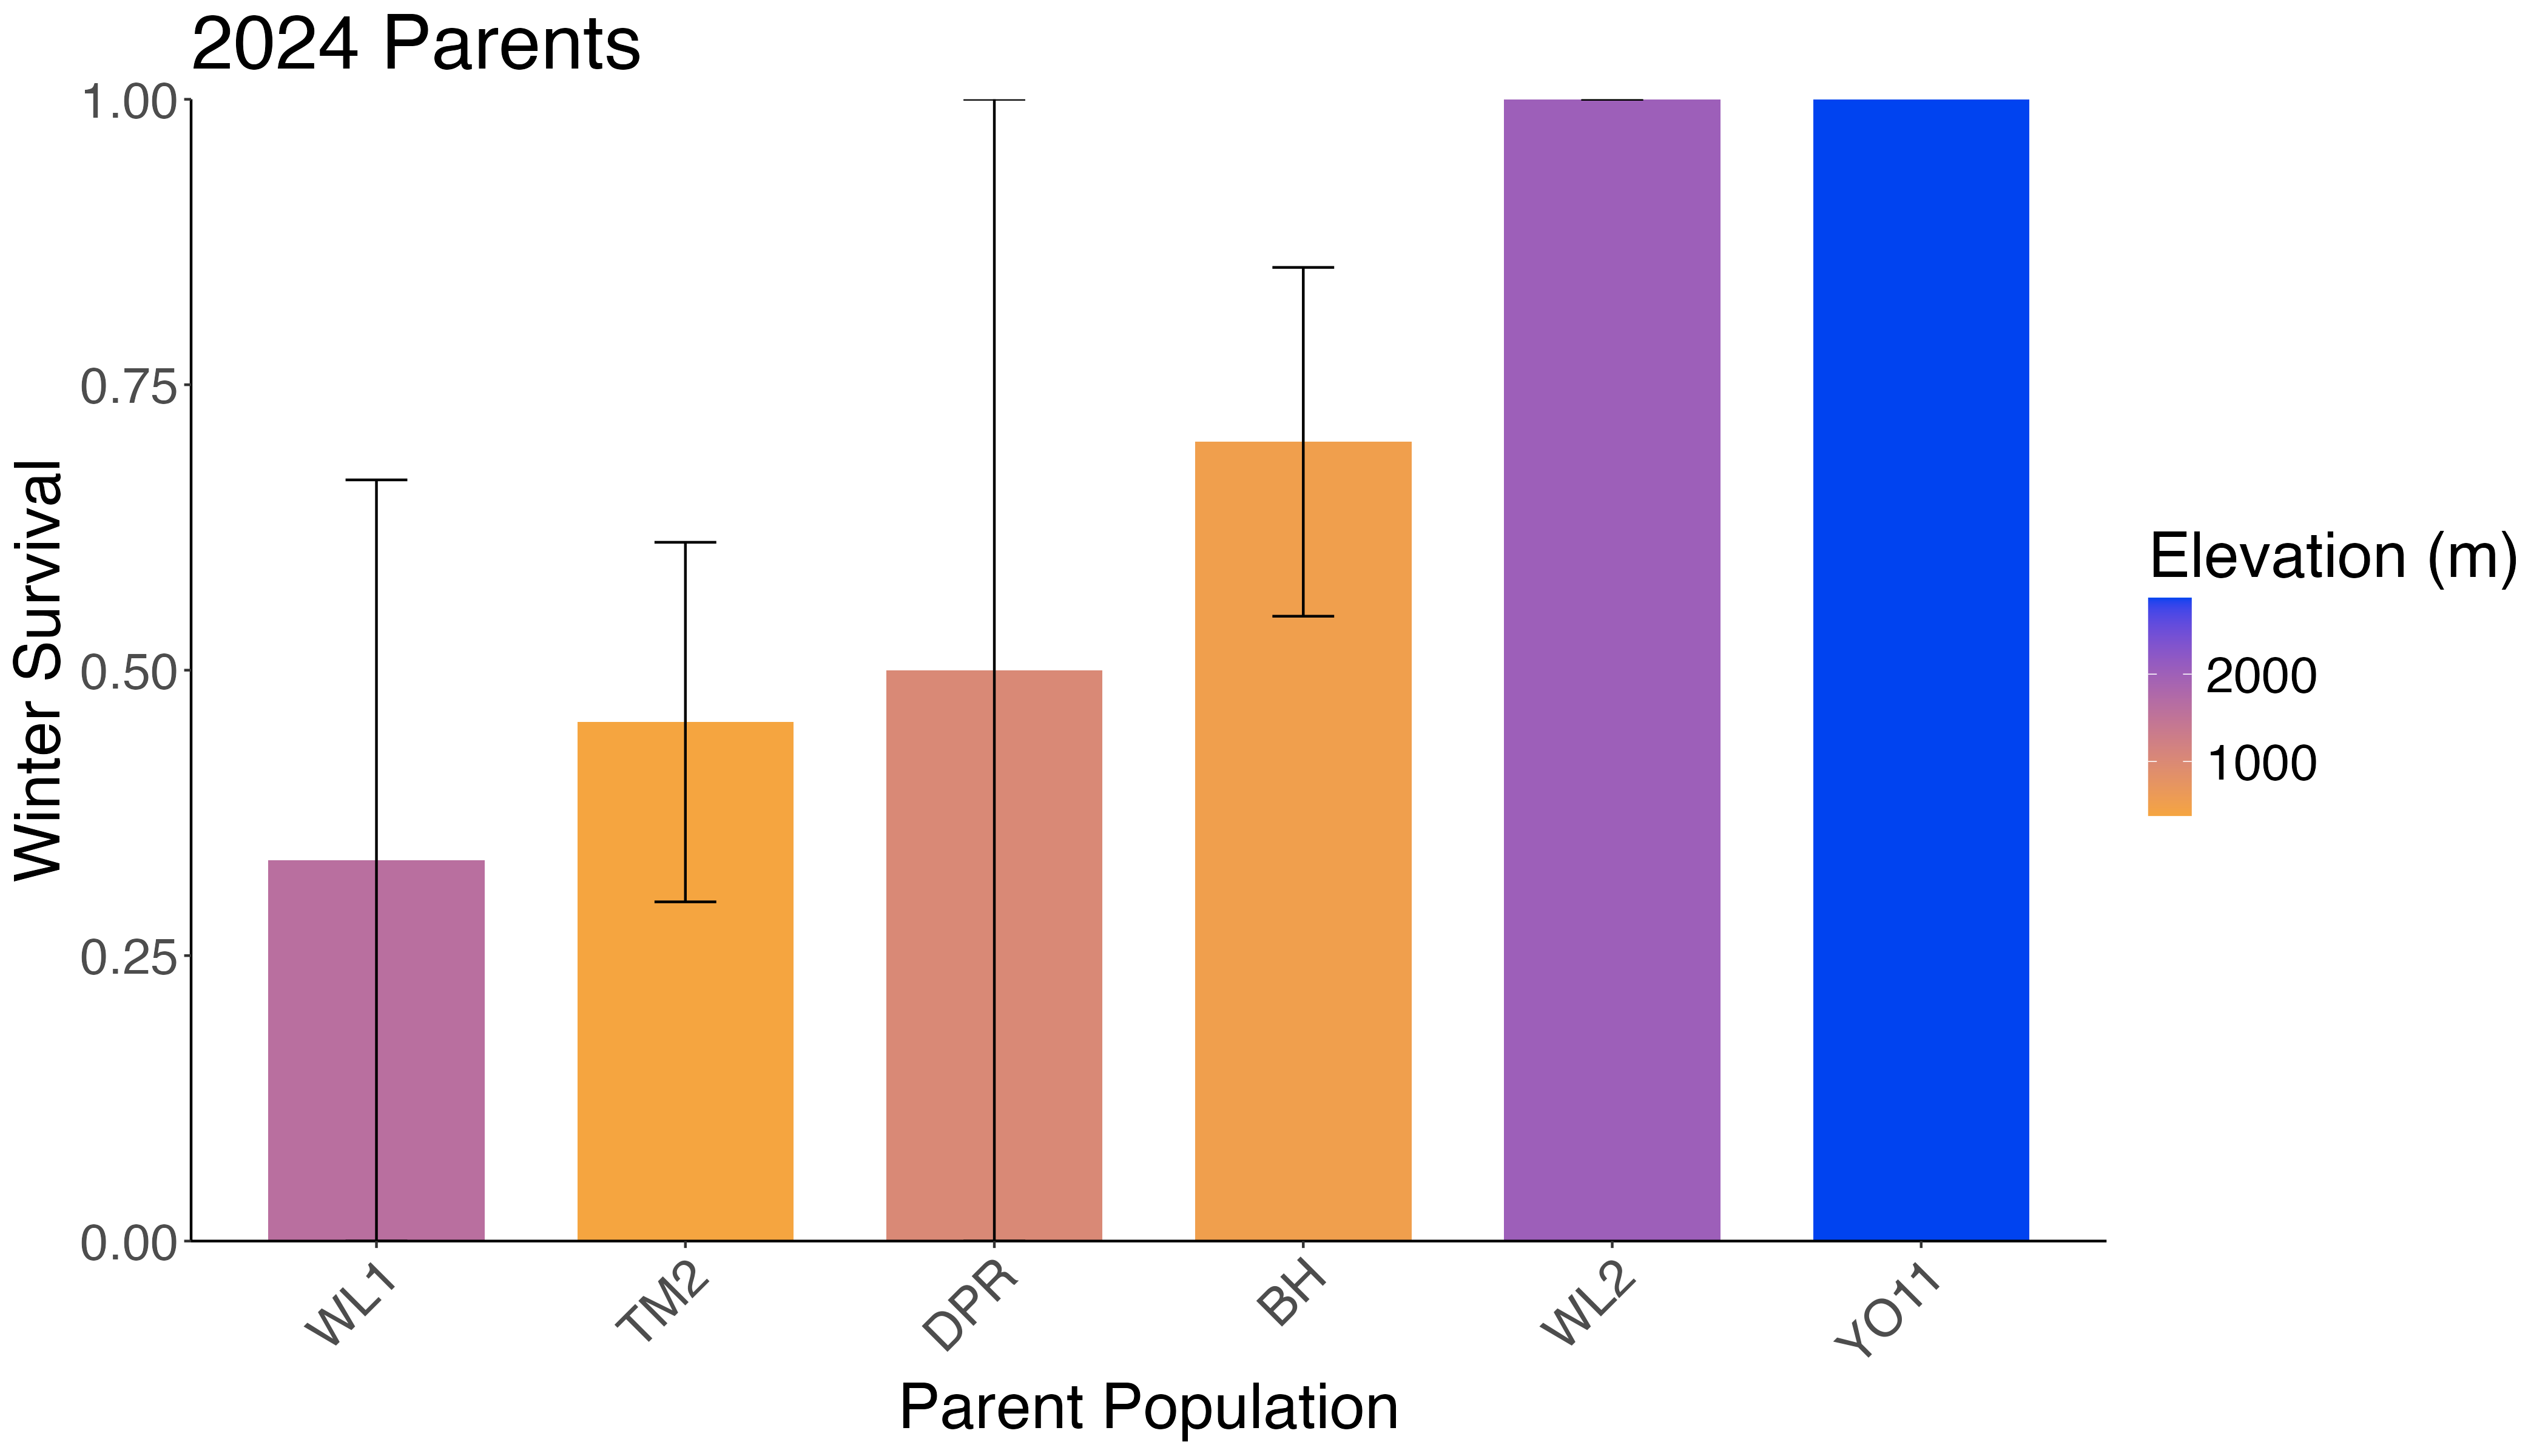 2024 Parents
1.00
0.75
0.50
0.25
0.00
Winter Survival
WL1
TM2
DPR
BH
WL2
YO11
Parent Population
Elevation (m)
2000
1000